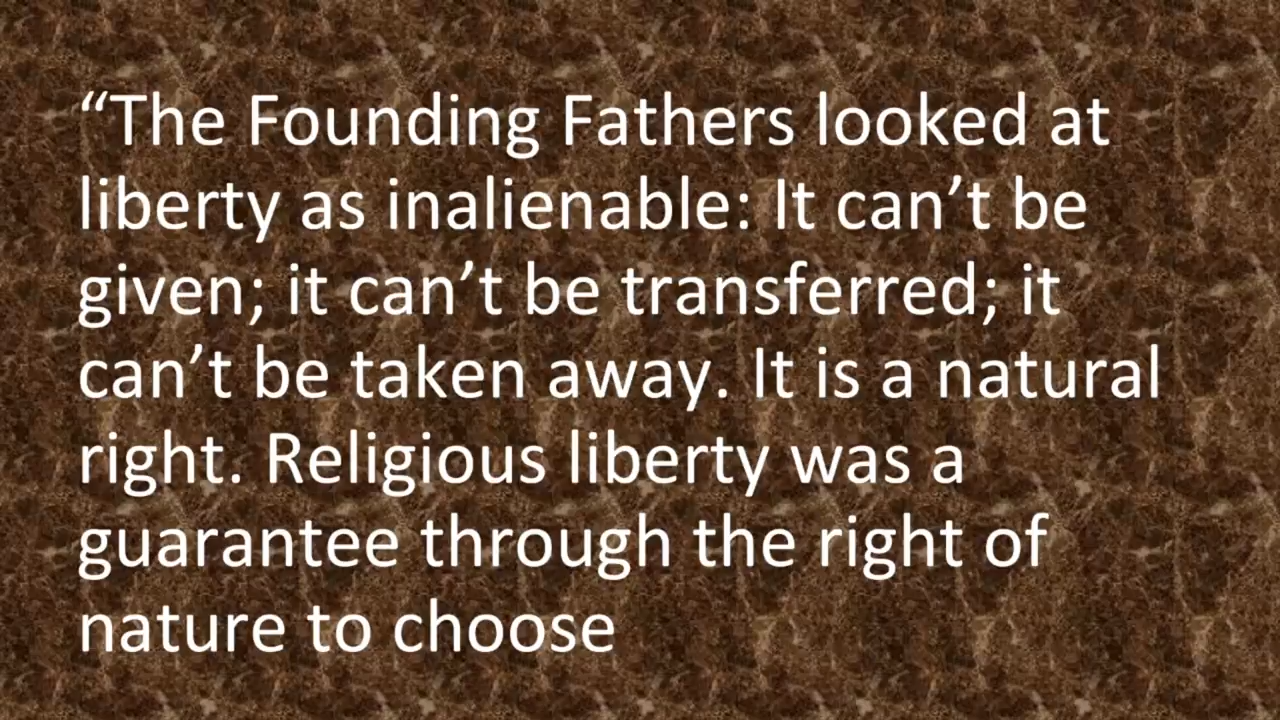 “The Founding Fathers looked at
liberty as inalienable: It can’t be
given; it can’t be transferred; it
can’t be taken away. It is a natural
right. Religious liberty was a
guarantee through the right of
nature to choose